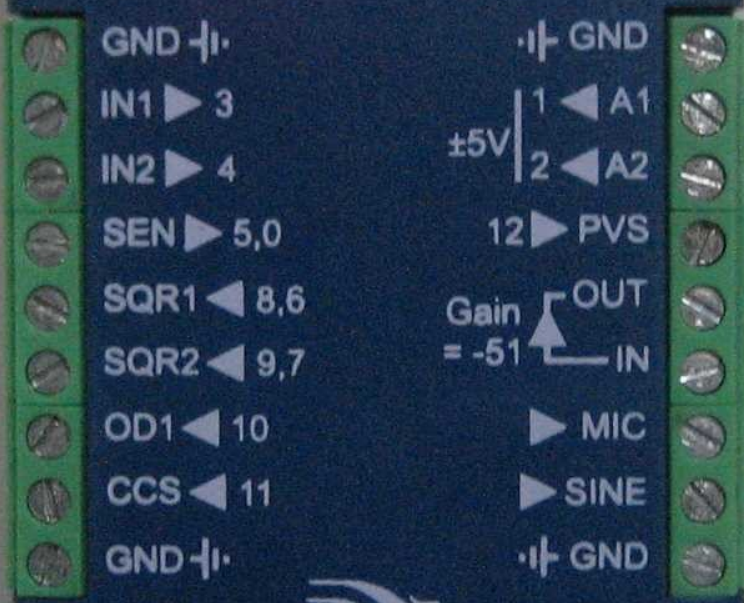 GND
IN1 3
IN2 4
SEN 5,0
SQR1 8,6
SQR2 9,7
OD1 10
CCS 11
GND
GND
±5V
1 A1
2 A2
12 PVS
Gain
= -51
OUT
IN
MIC
SINE
GND